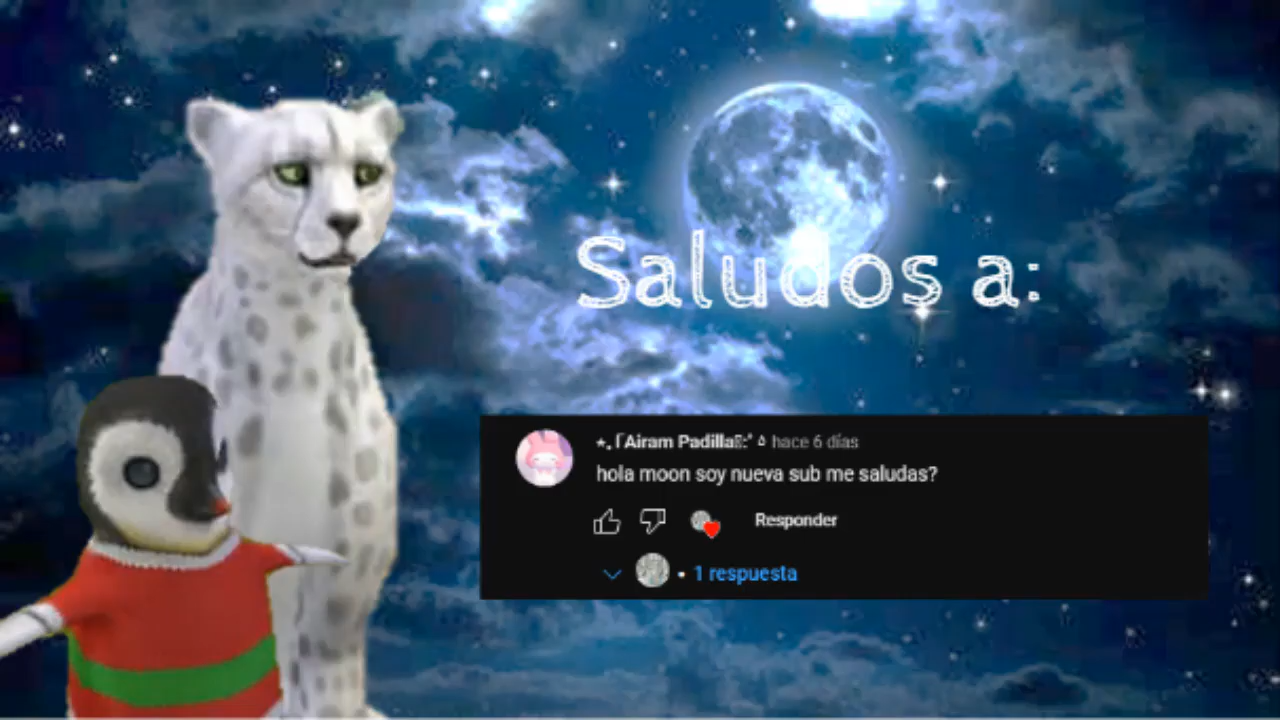 Saludos a:
⋆｡ﾟAiram Padilla:˚ hace 6 días
hola moon soy nueva sub me saludas?
Responder
• 1 respuesta